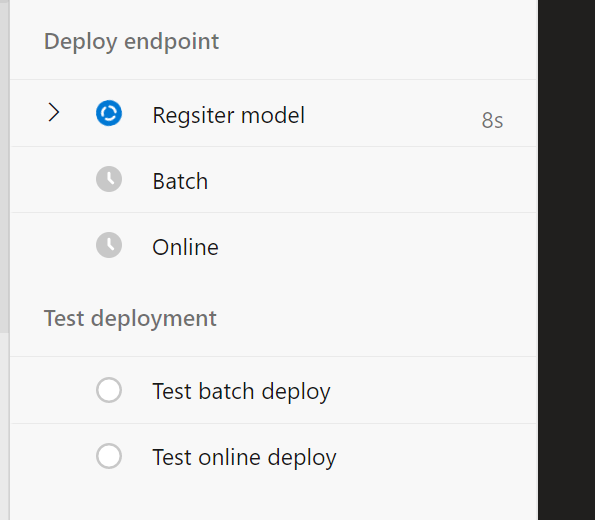 Deploy endpoint
Regsiter model 8s
Batch
Online
Test deployment
Test batch deploy
Test online deploy